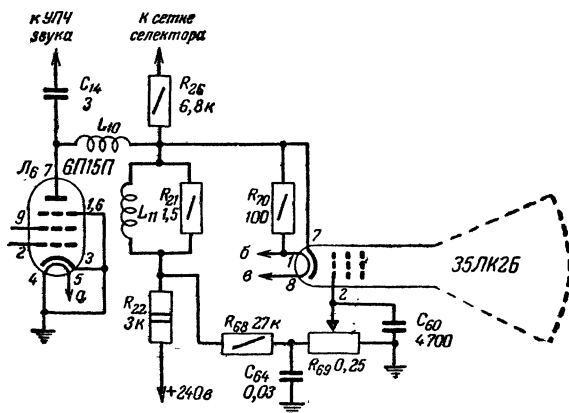 к УПЧ
звука
К сетке
селектора
C14
3
R26
6,8к
L10
Л6 7 6П15П
1,6
9
2
3
4
5
а
L11
R21
1,5
R70
100
7
б
1
в
8
35ЛК2Б
2
R22
3к
R68 27к
C60
4700
C64
0,03
R69 0,25
+240в